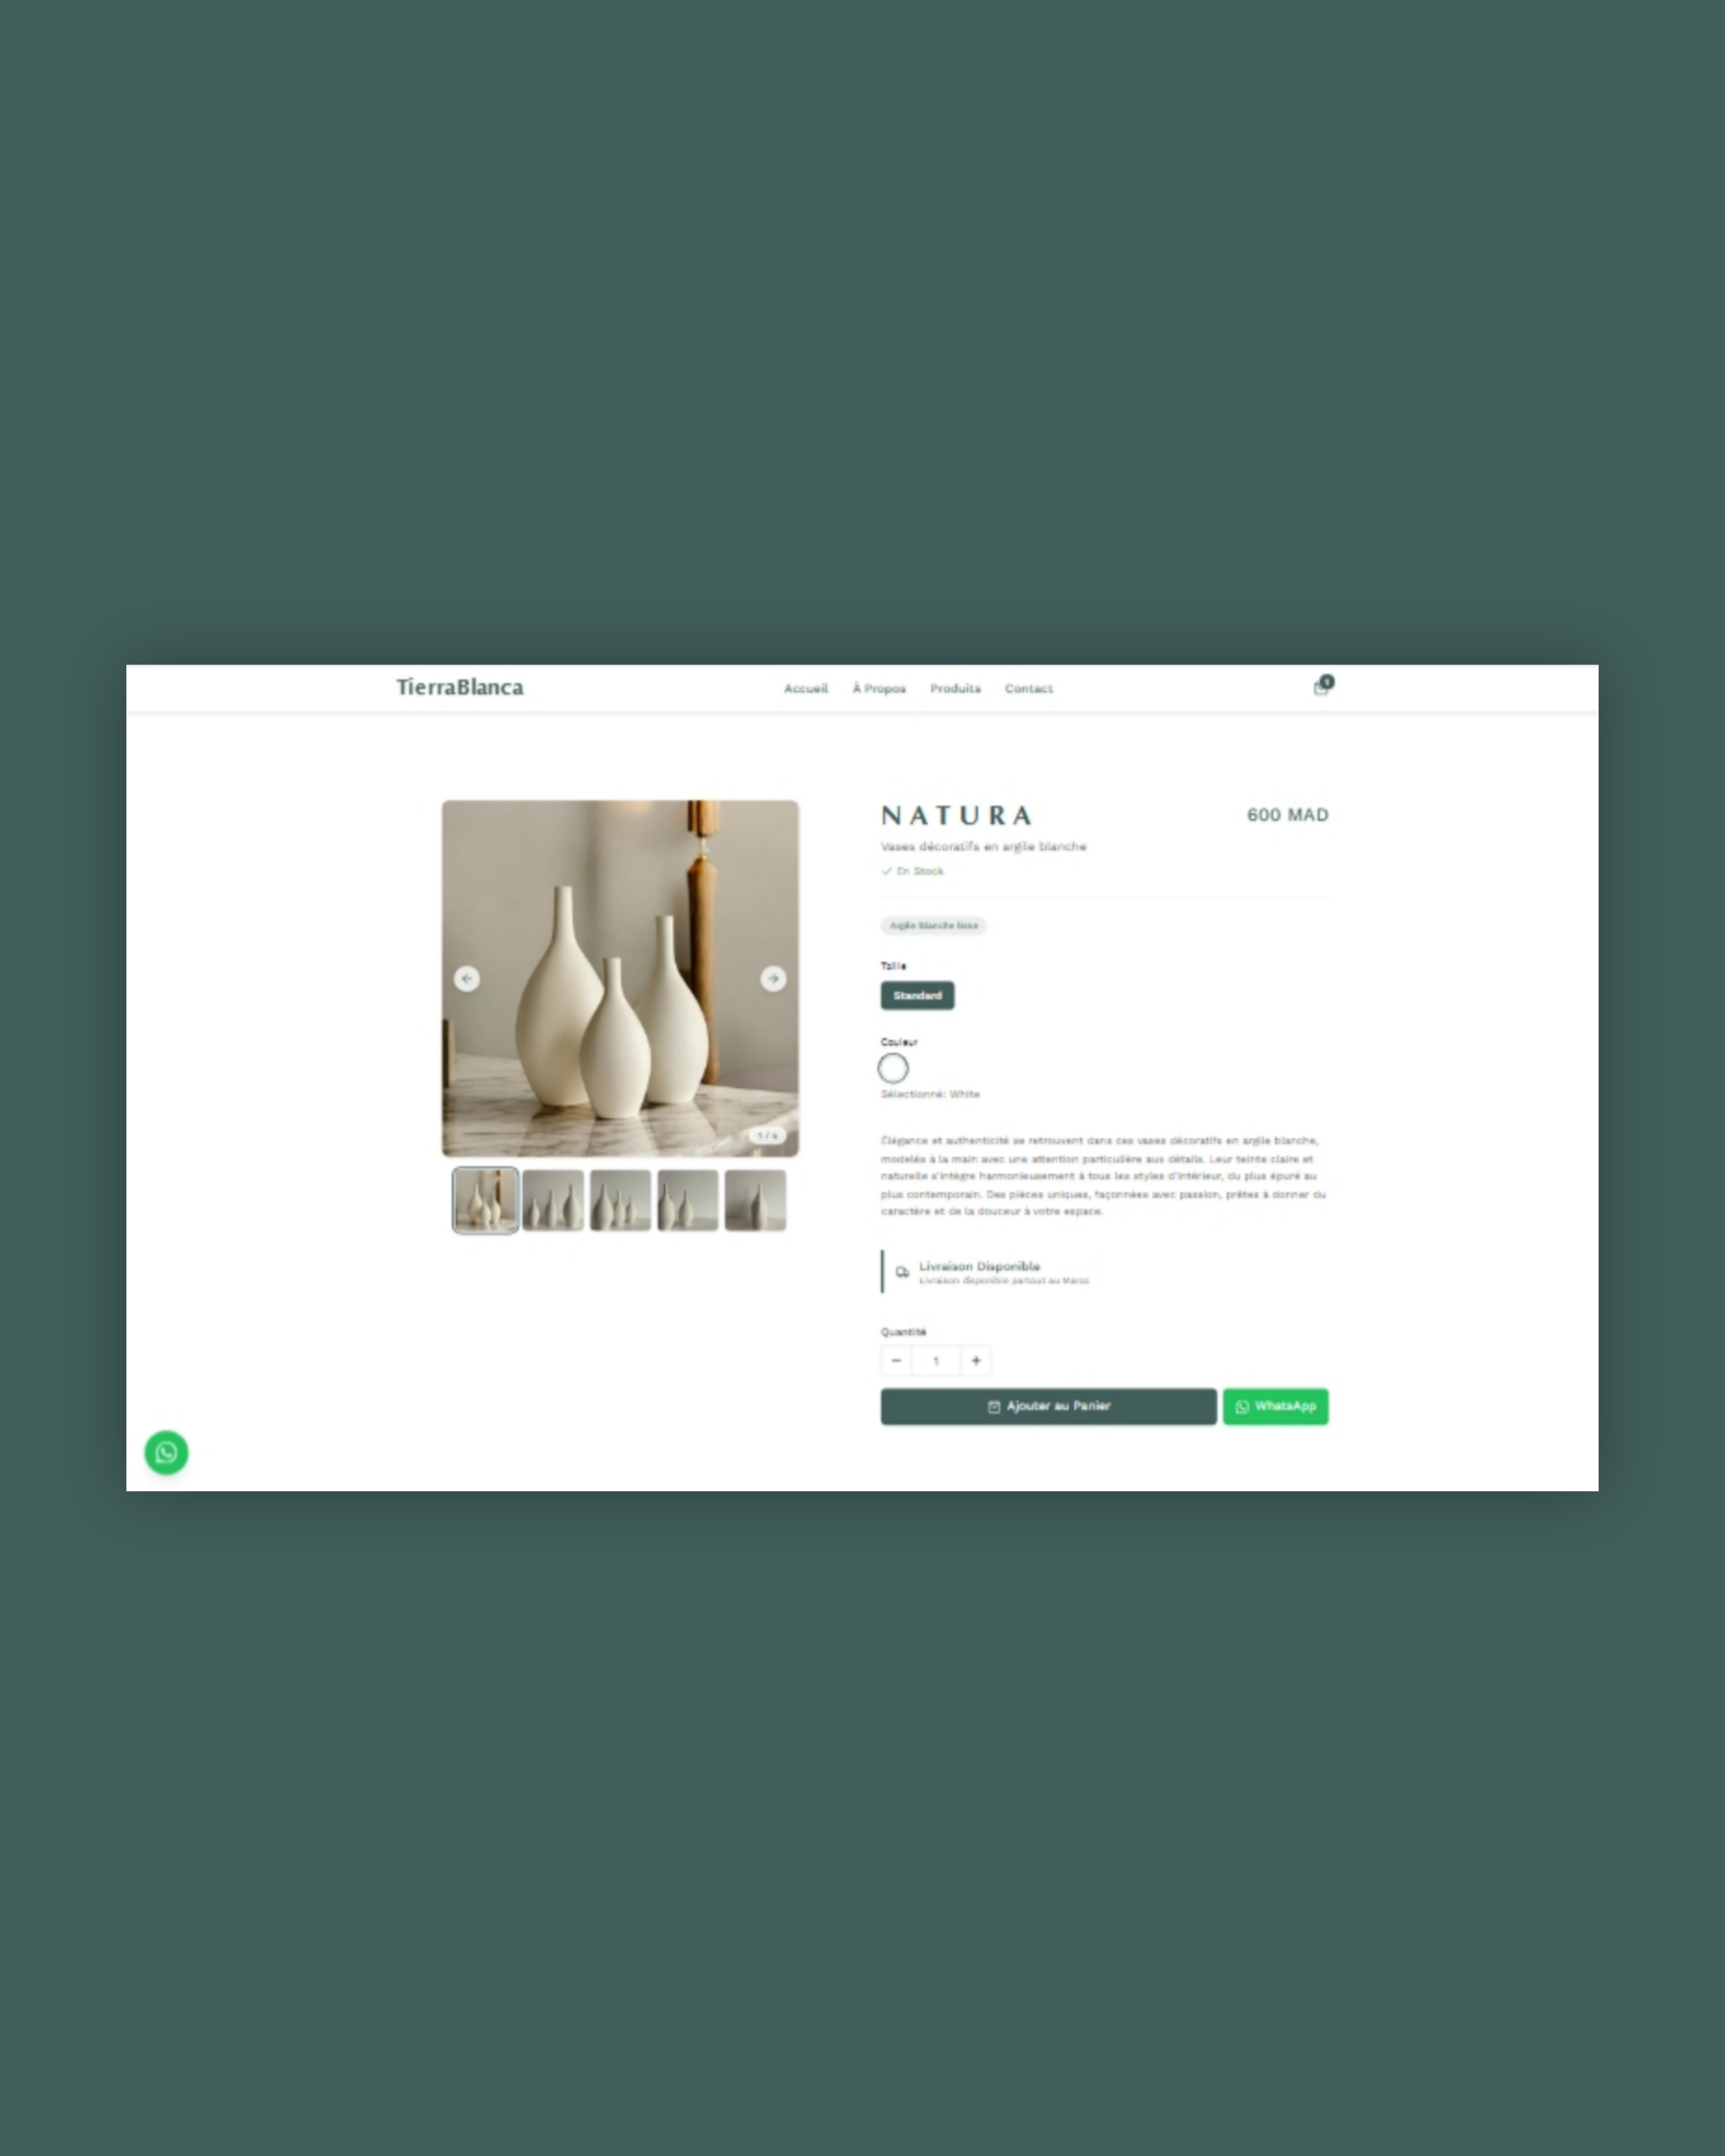 TierraBlanca
Accueil À Propos Produits Contact
NATURA
600 MAD
Vases décoratifs en argile blanche
En Stock
Argile blanche lisse
Taille
Standard
Couleur
Sélectionné: White
Élégance et authenticité se retrouvent dans ces vases décoratifs en argile blanche,
modelés à la main avec une attention particulière aux détails. Leur teinte claire et
naturelle s'intègre harmonieusement à tous les styles d'intérieur, du plus épuré au
plus contemporain. Des pièces uniques, façonnées avec passion, prêtes à donner du
caractère et de la douceur à votre espace.
Livraison Disponible
Livraison disponible partout au Maroc
Quantité
1
Ajouter au Panier
WhatsApp